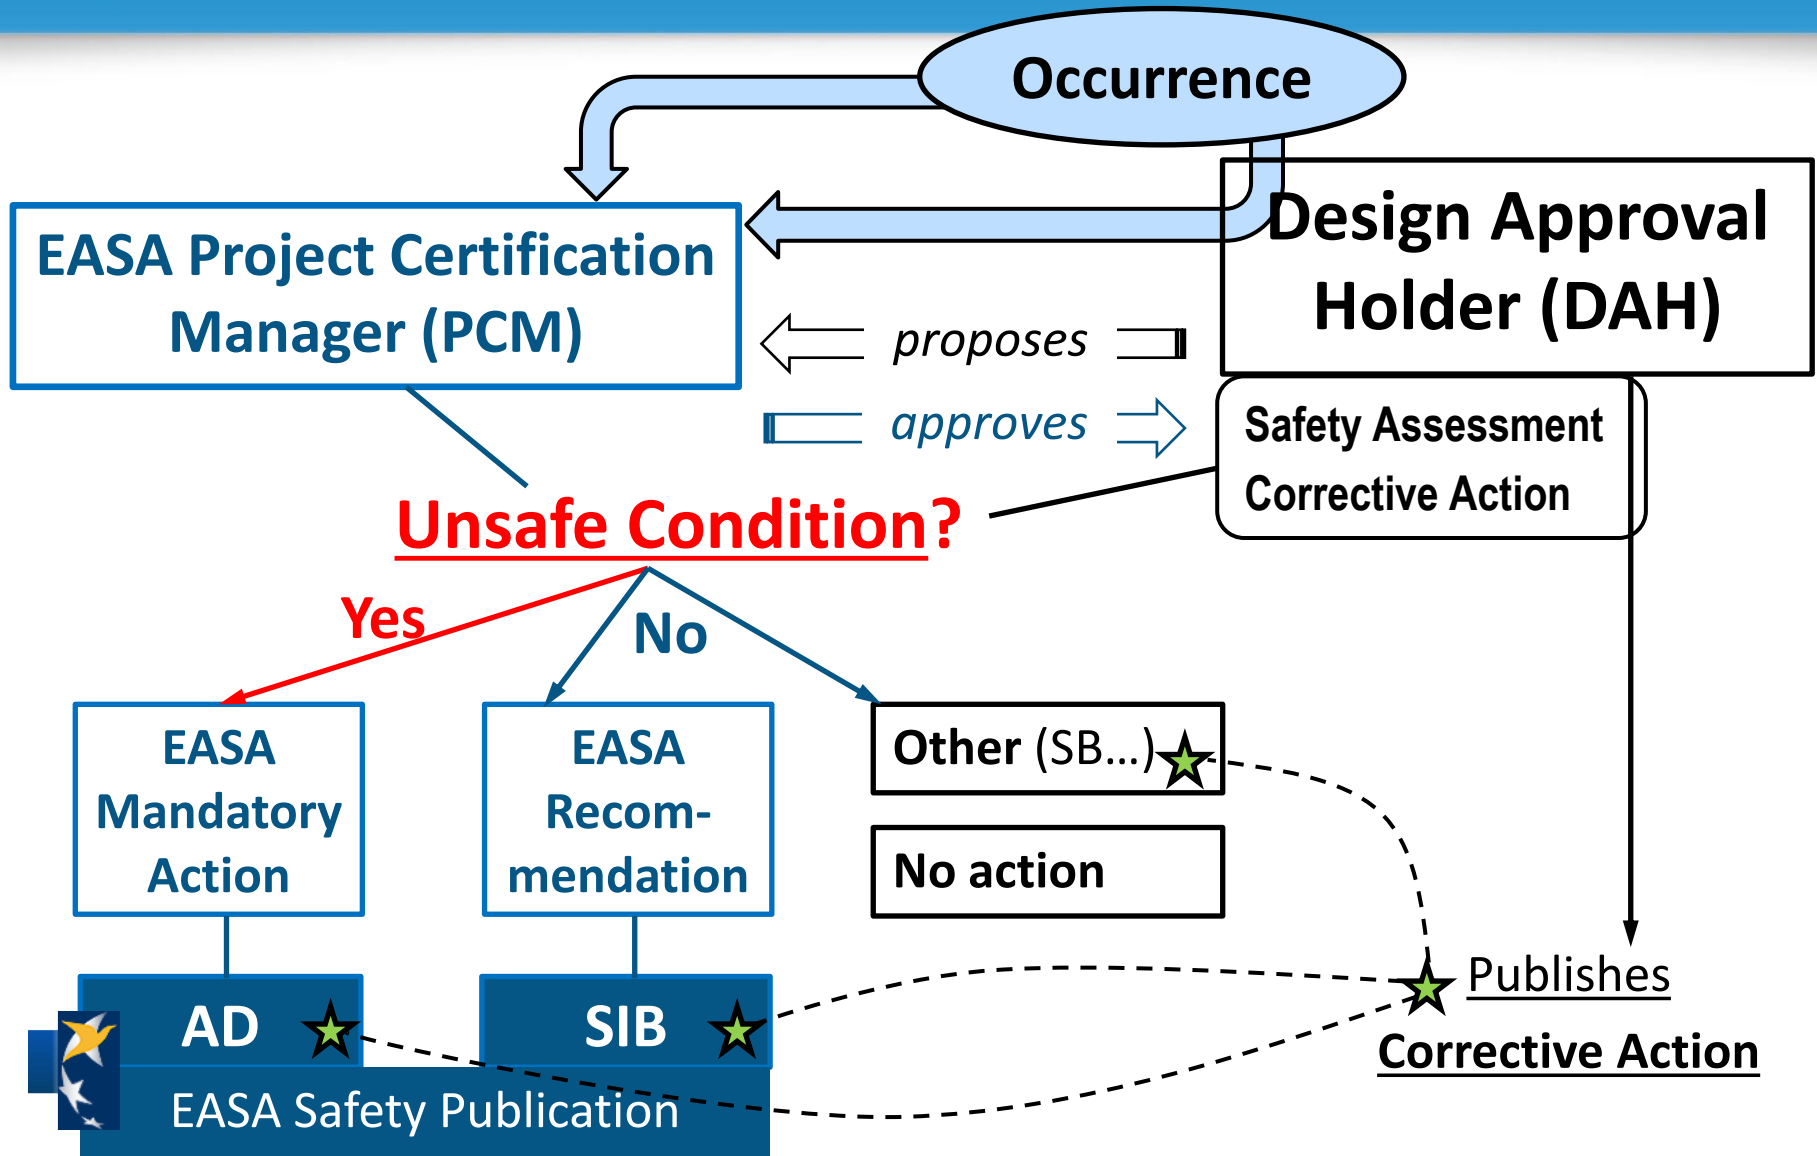 Occurrence
EASA Project Certification
Manager (PCM)
Design Approval
Holder (DAH)
proposes
approves
Safety Assessment
Corrective Action
Unsafe Condition?
Yes
No
EASA
Mandatory
Action
EASA
Recom-
mendation
Other (SB...)
No action
AD
SIB
EASA Safety Publication
Publishes
Corrective Action